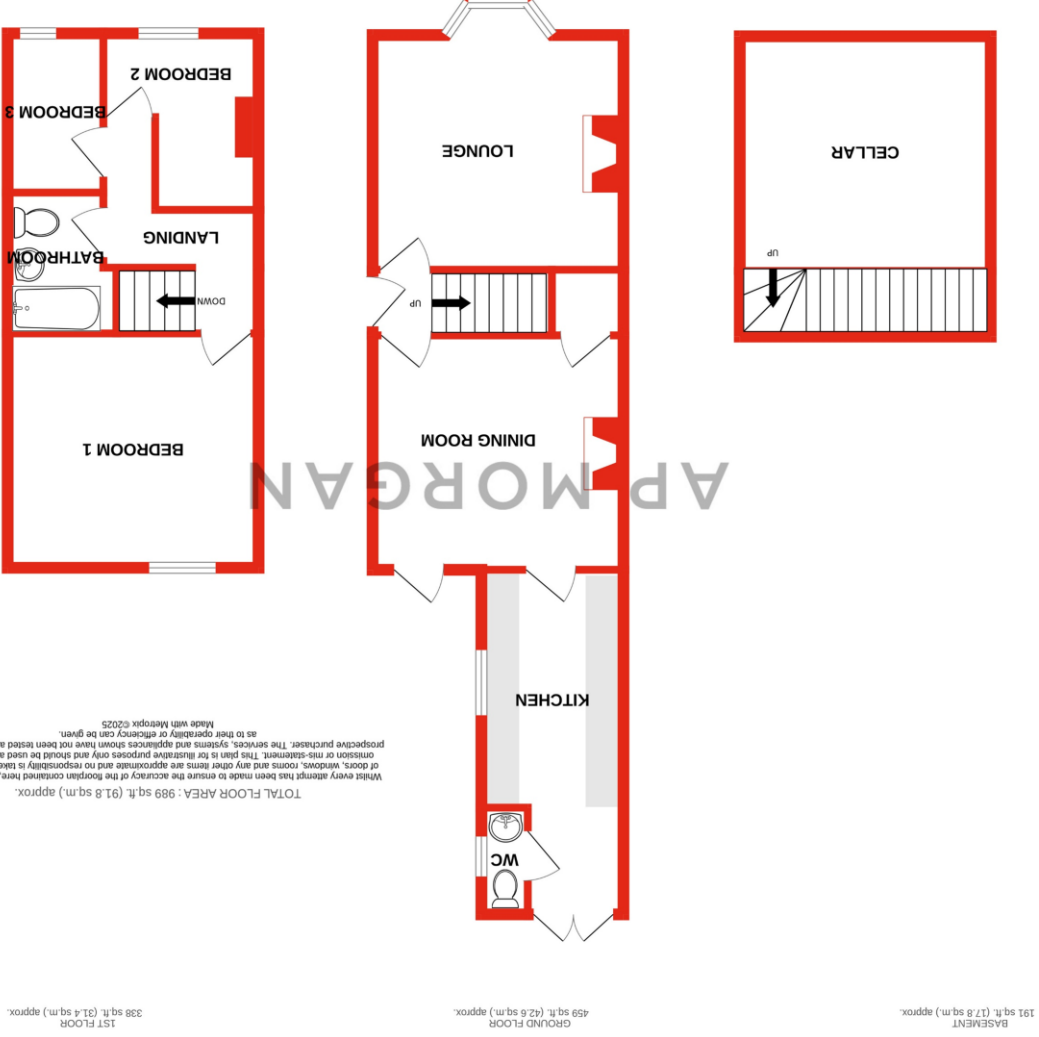 BASEMENT
191 sq.ft. (17.8 sq.m.) approx.
GROUND FLOOR
459 sq.ft. (42.6 sq.m.) approx.
1ST FLOOR
338 sq.ft. (31.4 sq.m.) approx.
WC
KITCHEN
DINING ROOM
UP
LOUNGE
UP
CELLAR
BEDROOM 1
DOWN
BATHROOM
LANDING
BEDROOM 3
BEDROOM 2
AP MORGAN
TOTAL FLOOR AREA : 989 sq.ft. (91.8 sq.m.) approx.
Whilst every attempt has been made to ensure the accuracy of the floorplan contained here,
of doors, windows, rooms and any other items are approximate and no responsibility is take
omission or mis-statement. This plan is for illustrative purposes only and should be used a
prospective purchaser. The services, systems and appliances shown have not been tested a
as to their operability or efficiency can be given.
Made with Metropix ©2025